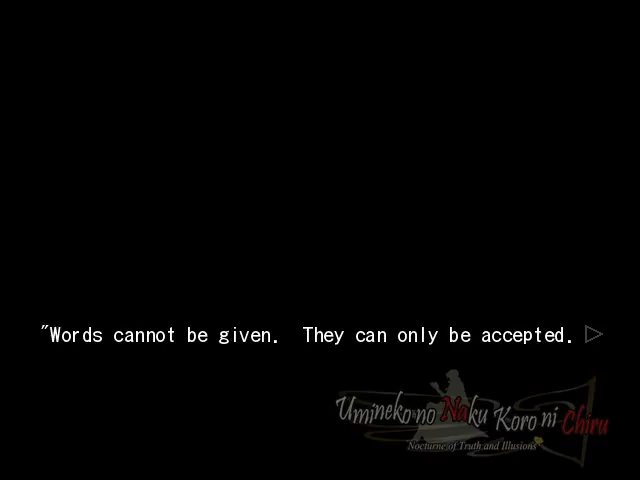 "Words cannot be given.  They can only be accepted.
Umineko no Naku Koro ni Chiru
Nocturne of Truth and Illusions